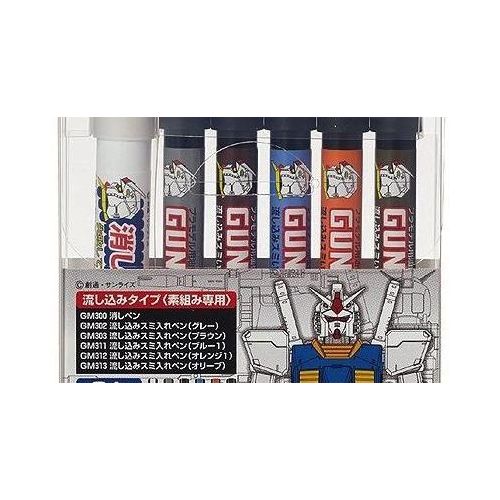 消し
GUN
GUN
GUN
GUN
GUN
©創通・サンライズ
流し込みタイプ〈素組み専用〉
GM300 消しペン
GM302 流し込みスミ入れペン(グレー)
GM303 流し込みスミ入れペン(ブラウン)
GM311 流し込みスミ入れペン(ブルー1)
GM312 流し込みスミ入れペン(オレンジ1)
GM313 流し込みスミ入れペン(オリーブ)